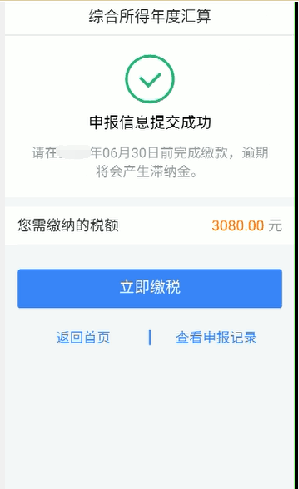 综合所得年度汇算
申报信息提交成功
请在 年06月30日前完成缴款，逾期
将会产生滞纳金。
您需缴纳的税额 3080.00 元
立即缴税
返回首页 查看申报记录